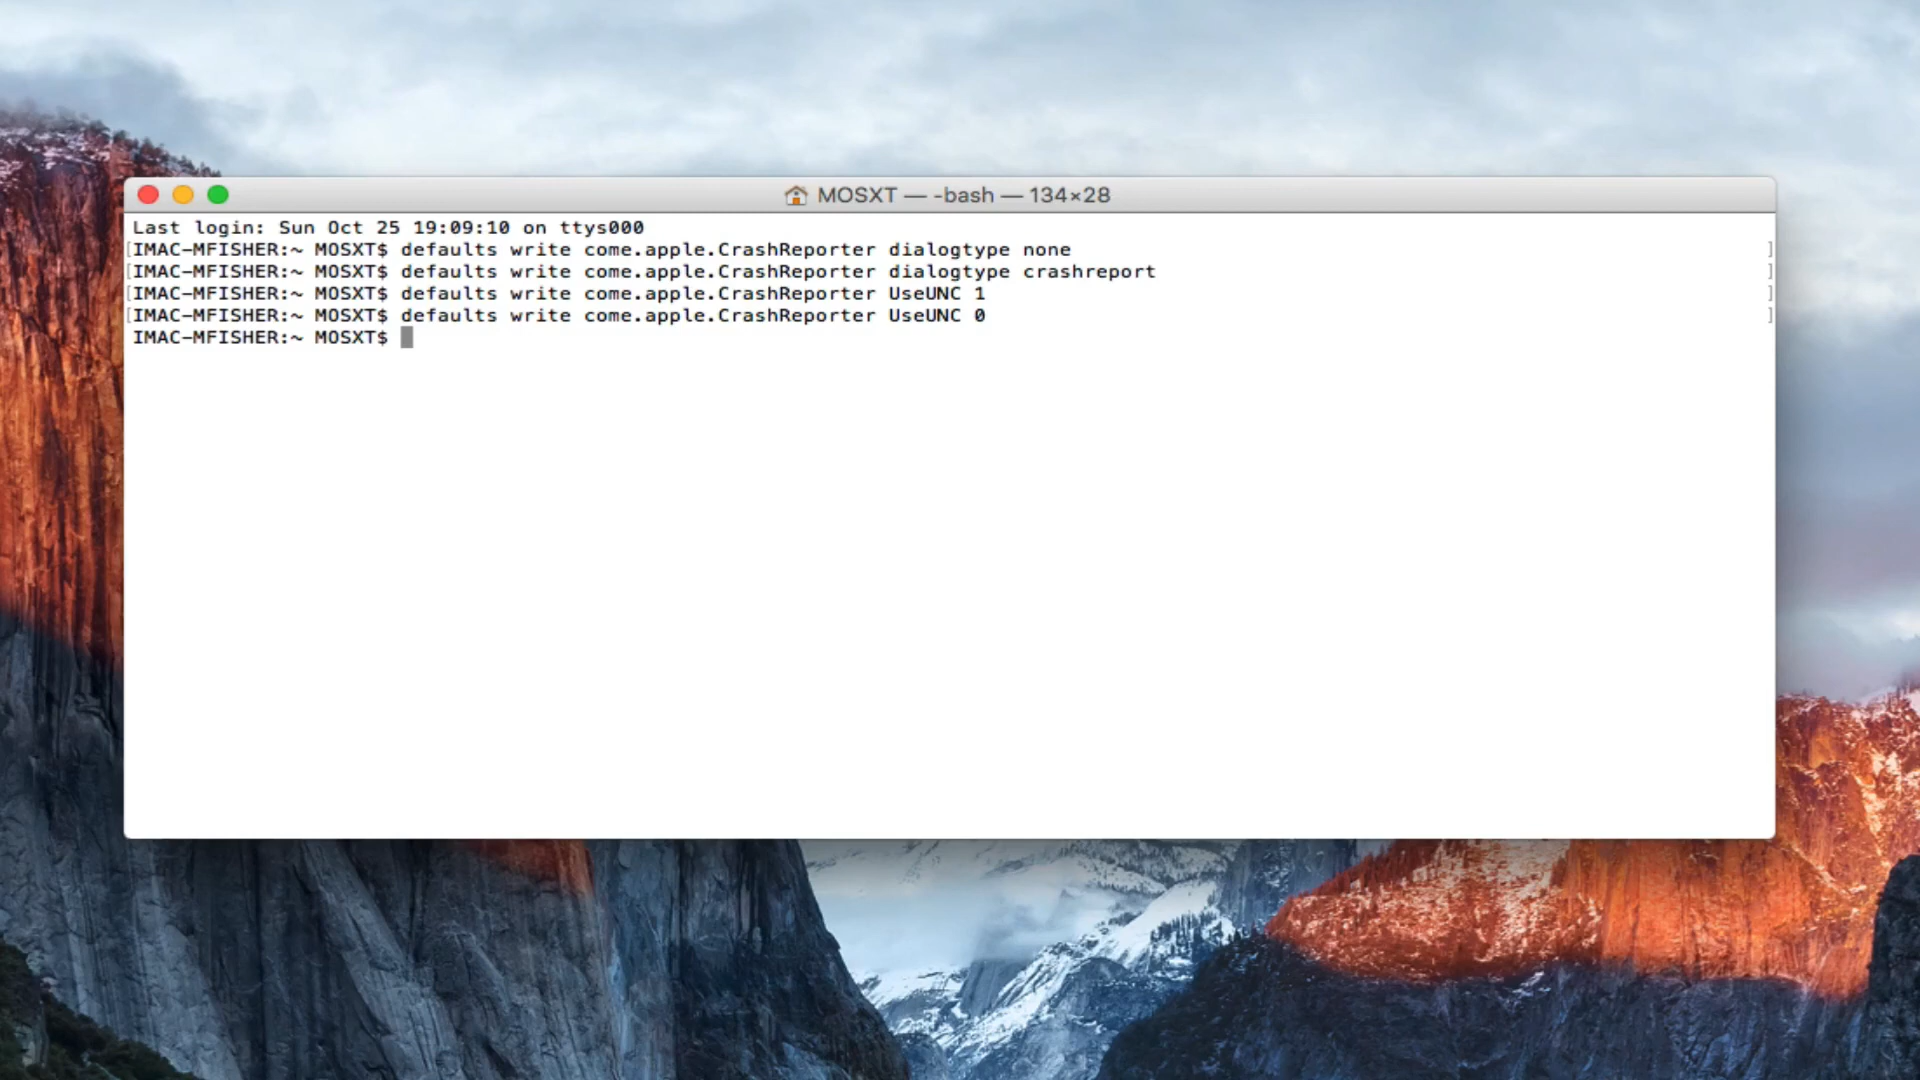 MOSXT — -bash — 134×28
Last login: Sun Oct 25 19:09:10 on ttys000
[IMAC-MFISHER:~ MOSXT$ defaults write come.apple.CrashReporter dialogtype none ]
[IMAC-MFISHER:~ MOSXT$ defaults write come.apple.CrashReporter dialogtype crashreport ]
[IMAC-MFISHER:~ MOSXT$ defaults write come.apple.CrashReporter UseUNC 1 ]
[IMAC-MFISHER:~ MOSXT$ defaults write come.apple.CrashReporter UseUNC 0 ]
IMAC-MFISHER:~ MOSXT$